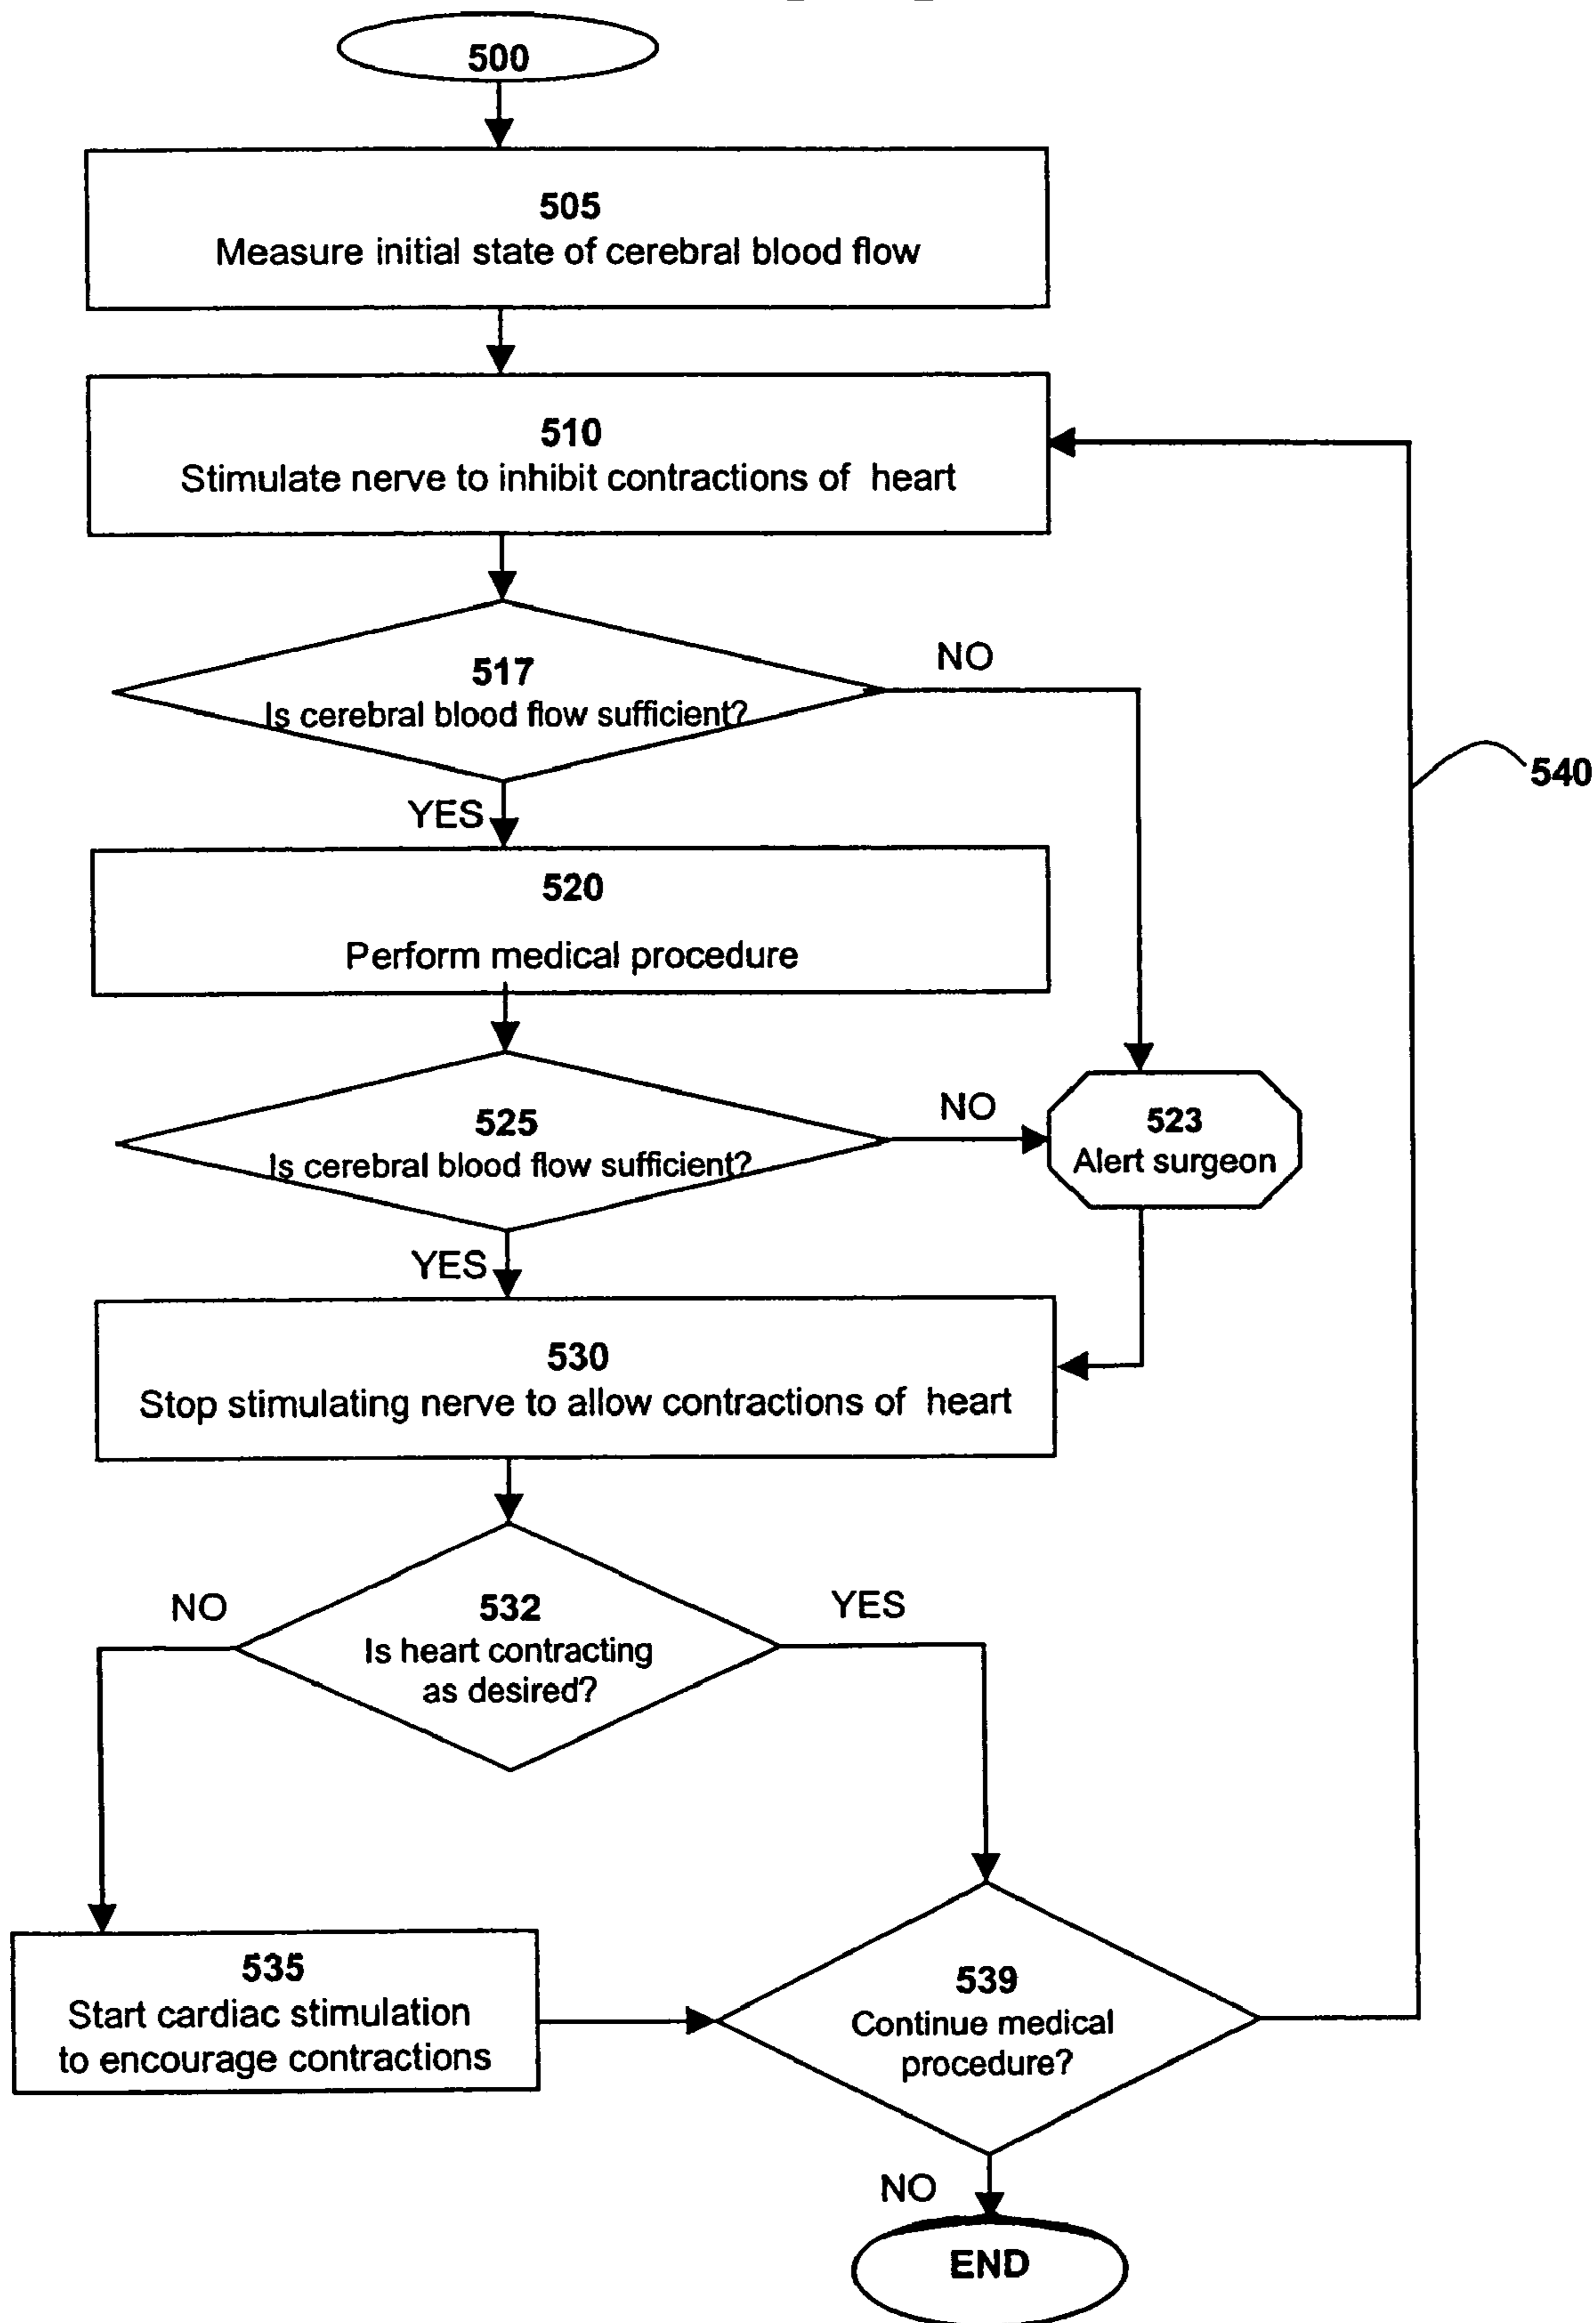 500
505
Measure initial state of cerebral blood flow
510
Stimulate nerve to inhibit contractions of heart
517
Is cerebral blood flow sufficient?
NO
YES
540
520
Perform medical procedure
525
Is cerebral blood flow sufficient?
NO
523
Alert surgeon
YES
530
Stop stimulating nerve to allow contractions of heart
532
Is heart contracting
as desired?
NO
YES
535
Start cardiac stimulation
to encourage contractions
539
Continue medical
procedure?
NO
END